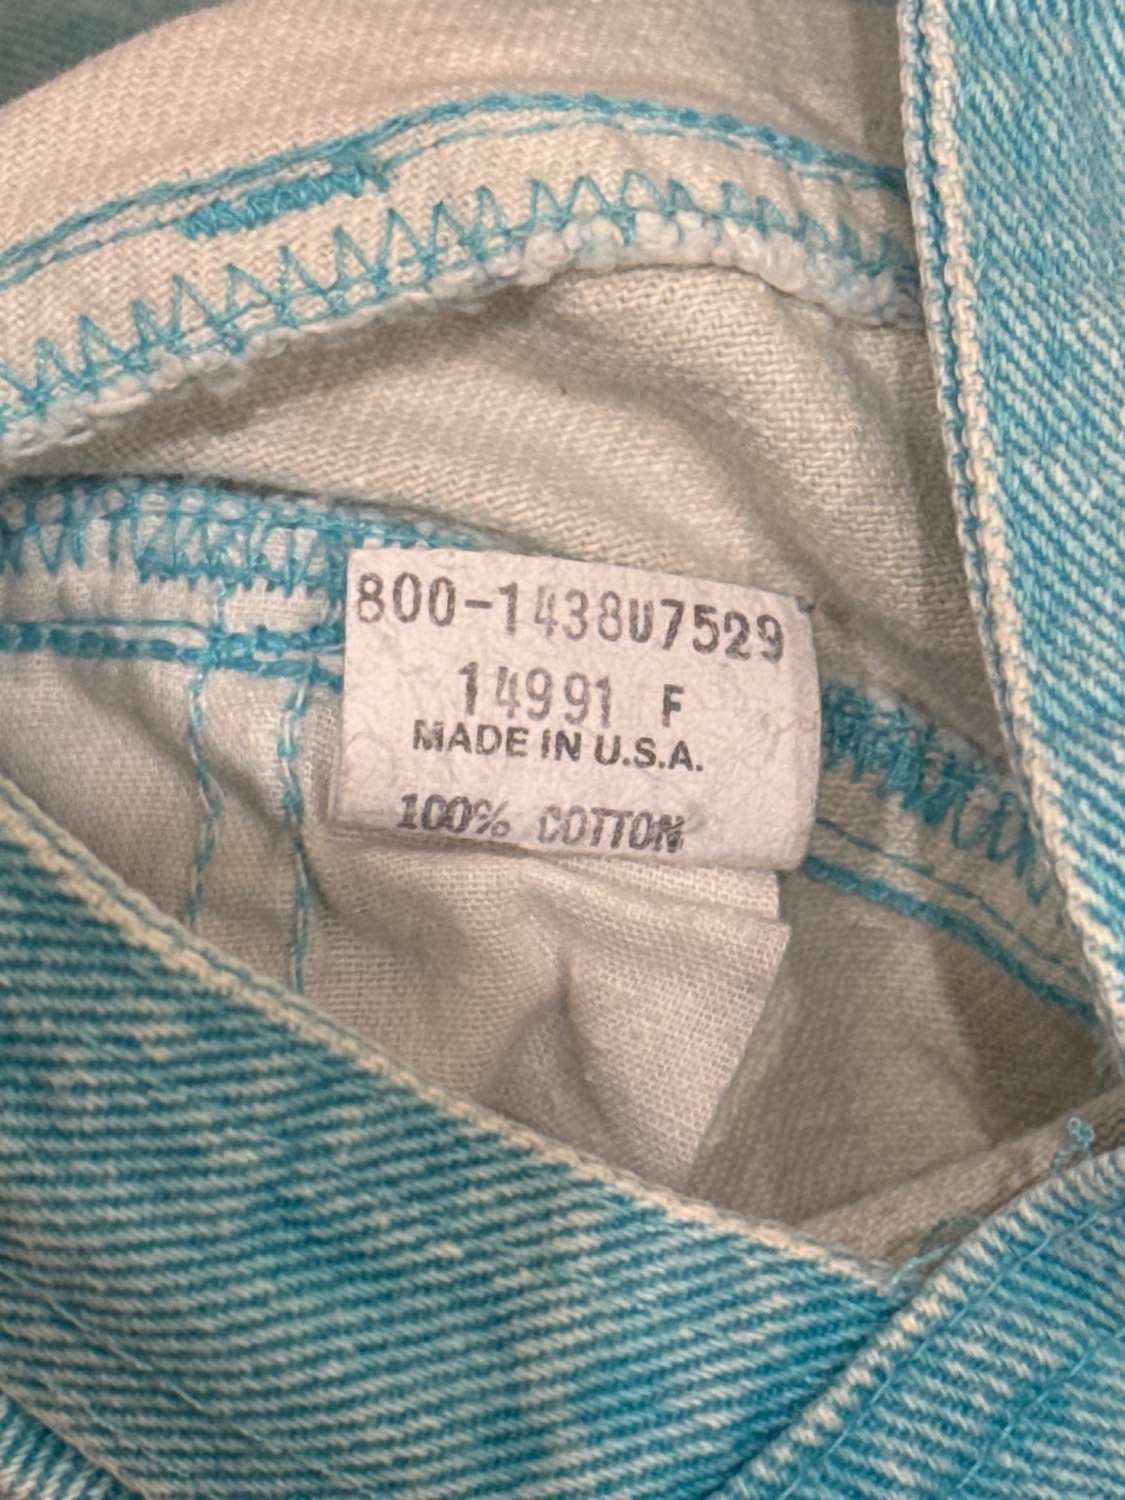 800-1438U7529
14991 F
MADE IN U.S.A.
100% COTTON